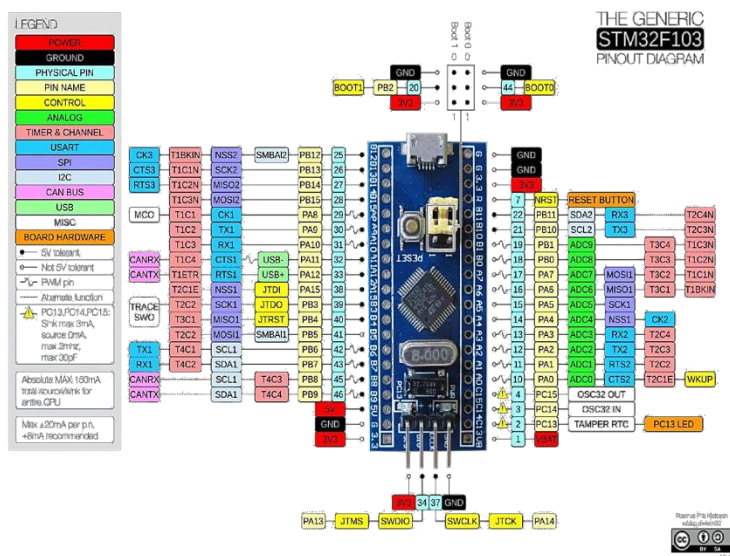 LEGEND
POWER
GROUND
PHYSICAL PIN
PIN NAME
CONTROL
ANALOG
TIMER & CHANNEL
USART
SPI
I2C
CAN BUS
USB
MISC
BOARD HARDWARE
5V tolerant
Not 5V tolerant
PWM pin
Alternate function
PC13,PC14,PC15:
Sink max 3mA,
source 0mA,
max 2mhz,
max 30pF
Absolute MAX 150mA
total source/sink for
entire CPU
Max ±20mA per pin,
±8mA recommended
THE GENERIC
STM32F103
PINOUT DIAGRAM
Boot 1 Boot 0
GND GND
BOOT1 PB2 20 44 BOOT0
3V3 3V3
1 1
CK3 T1BKIN NSS2 SMBAI2 PB12 25
CTS3 T1C1N SCK2 PB13 26
RTS3 T1C2N MISO2 PB14 27
T1C3N MOSI2 PB15 28
MCO T1C1 CK1 PA8 29
T1C2 TX1 PA9 30
T1C3 RX1 PA10 31
CANRX T1C4 CTS1 USB- PA11 32
CANTX T1ETR RTS1 USB+ PA12 33
T2C1E NSS1 JTDI PA15 38
TRACE SWO T2C2 SCK1 JTDO PB3 39
T3C1 MISO1 JTRST PB4 40
T3C2 MOSI1 SMBAI1 PB5 41
TX1 T4C1 SCL1 PB6 42
RX1 T4C2 SDA1 PB7 43
CANRX SCL1 T4C3 PB8 45
CANTX SDA1 T4C4 PB9 46
5V
GND
3V3
GND
GND
3V3
7 NRST RESET BUTTON
22 PB11 SDA2 RX3 T2C4N
21 PB10 SCL2 TX3 T2C3N
19 PB1 ADC9 T3C4 T1C3N
18 PB0 ADC8 T3C3 T1C2N
17 PA7 ADC7 MOSI1 T3C2 T1C1N
16 PA6 ADC6 MISO1 T3C1 T1BKIN
15 PA5 ADC5 SCK1
14 PA4 ADC4 NSS1 CK2
13 PA3 ADC3 RX2 T2C4
12 PA2 ADC2 TX2 T2C3
11 PA1 ADC1 RTS2 T2C2
10 PA0 ADC0 CTS2 T2C1E WKUP
4 PC15 OSC32 OUT
3 PC14 OSC32 IN
2 PC13 TAMPER RTC PC13 LED
1 VBAT
RESET
8.000
PC13
3V3 34 37 GND
PA13 JTMS SWDIO SWCLK JTCK PA14
CC BY SA